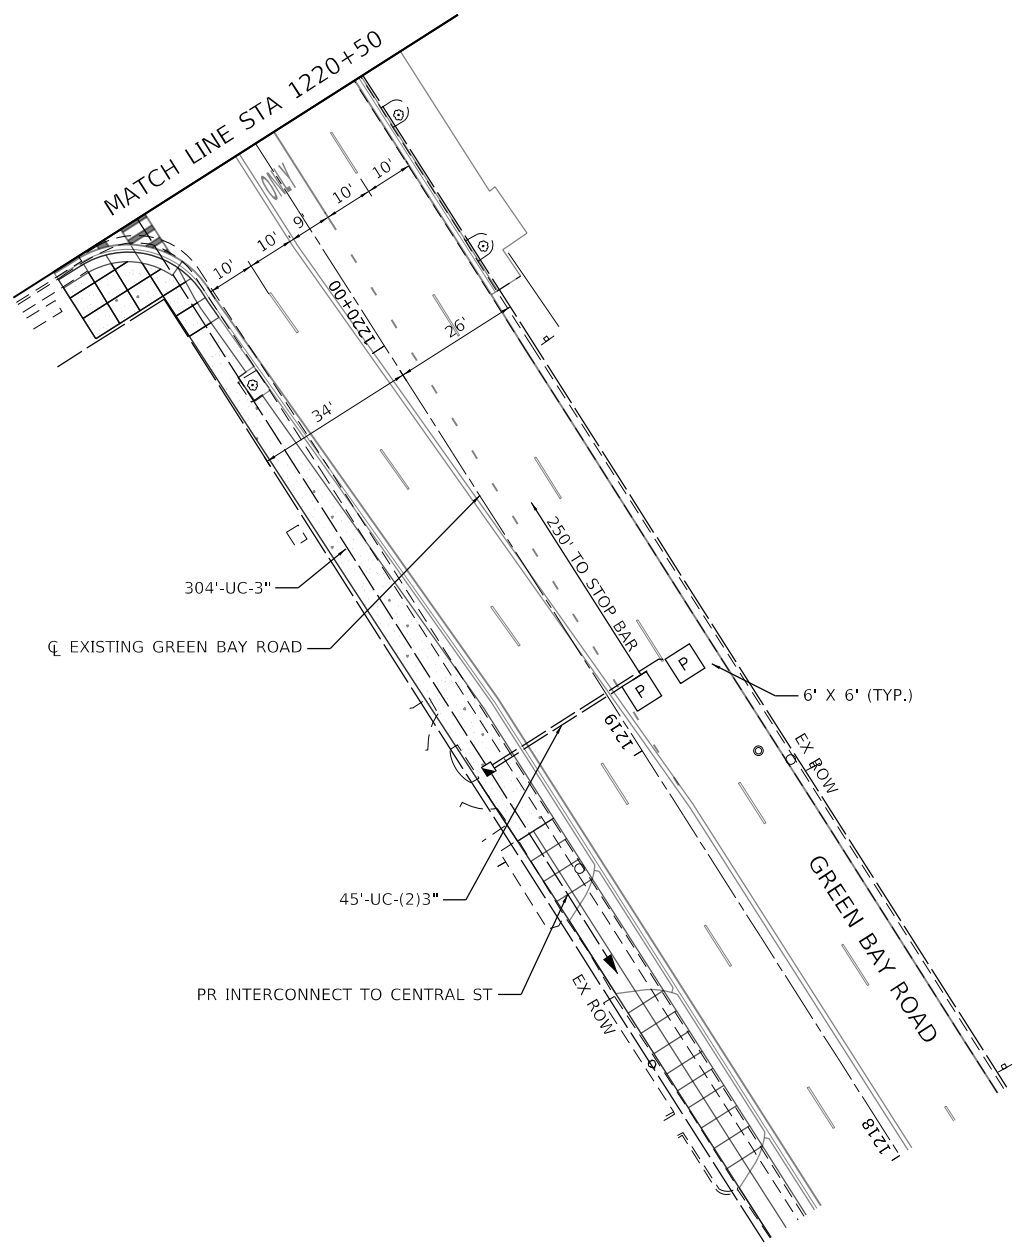 MATCH LINE STA 1220+50
ONLY
10'
10'
9'
10'
10'
1220+00
26'
34'
250' TO STOP BAR
304'-UC-3"
℄ EXISTING GREEN BAY ROAD
P
P
6' X 6' (TYP.)
1219
EX ROW
45'-UC-(2)3"
GREEN BAY ROAD
PR INTERCONNECT TO CENTRAL ST
EX ROW
1218